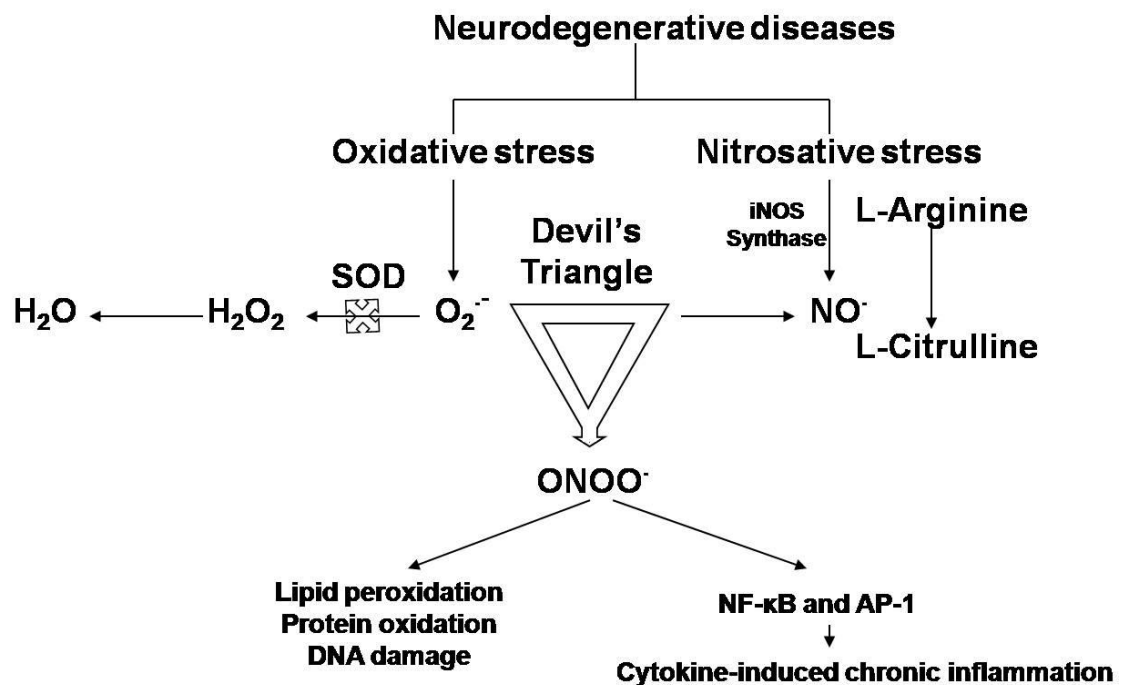 Neurodegenerative diseases
Oxidative stress
Nitrosative stress
iNOS
Synthase
L-Arginine
Devil's
Triangle
SOD
H₂O
H₂O₂
O₂·⁻
NO·
L-Citrulline
ONOO⁻
Lipid peroxidation
Protein oxidation
DNA damage
NF-κB and AP-1
Cytokine-induced chronic inflammation